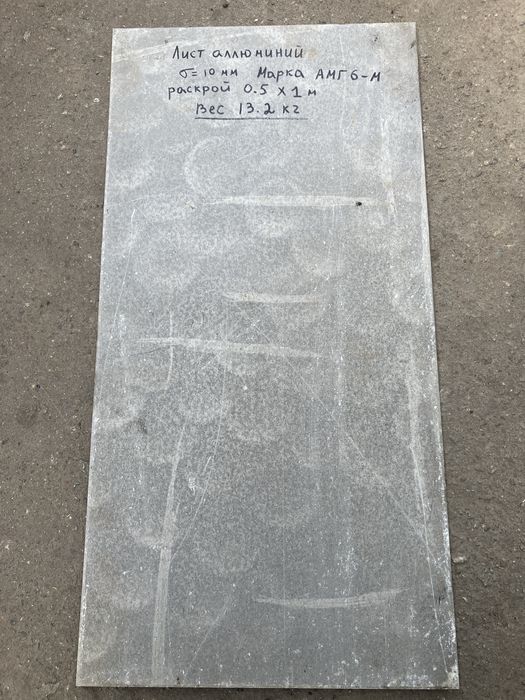 Лист аллюминий
σ=10 мм Марка АМГ6-М
раскрой 0.5 х 1 м
Вес 13.2 кг